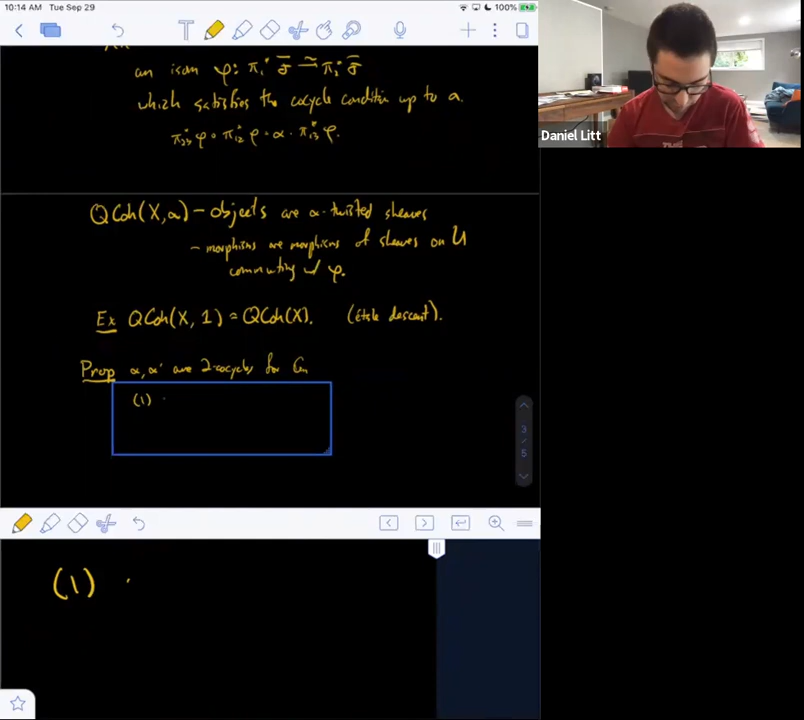 10:14 AM Tue Sep 29
100%
an isom φ: π₁* 𝓕 ≃ π₂* 𝓕
which satisfies the cocycle condition up to α.
π₂₃* φ ∘ π₁₂* φ = α · π₁₃* φ.
QCoh(X, α) – objects are α-twisted sheaves
– morphisms are morphisms of sheaves on U
commuting w/ φ.
Ex QCoh(X, 1) = QCoh(X). (étale descent).
Prop α, α' are 2-cocycles for Gm
(1)
3
/
5
(1)
Daniel Litt